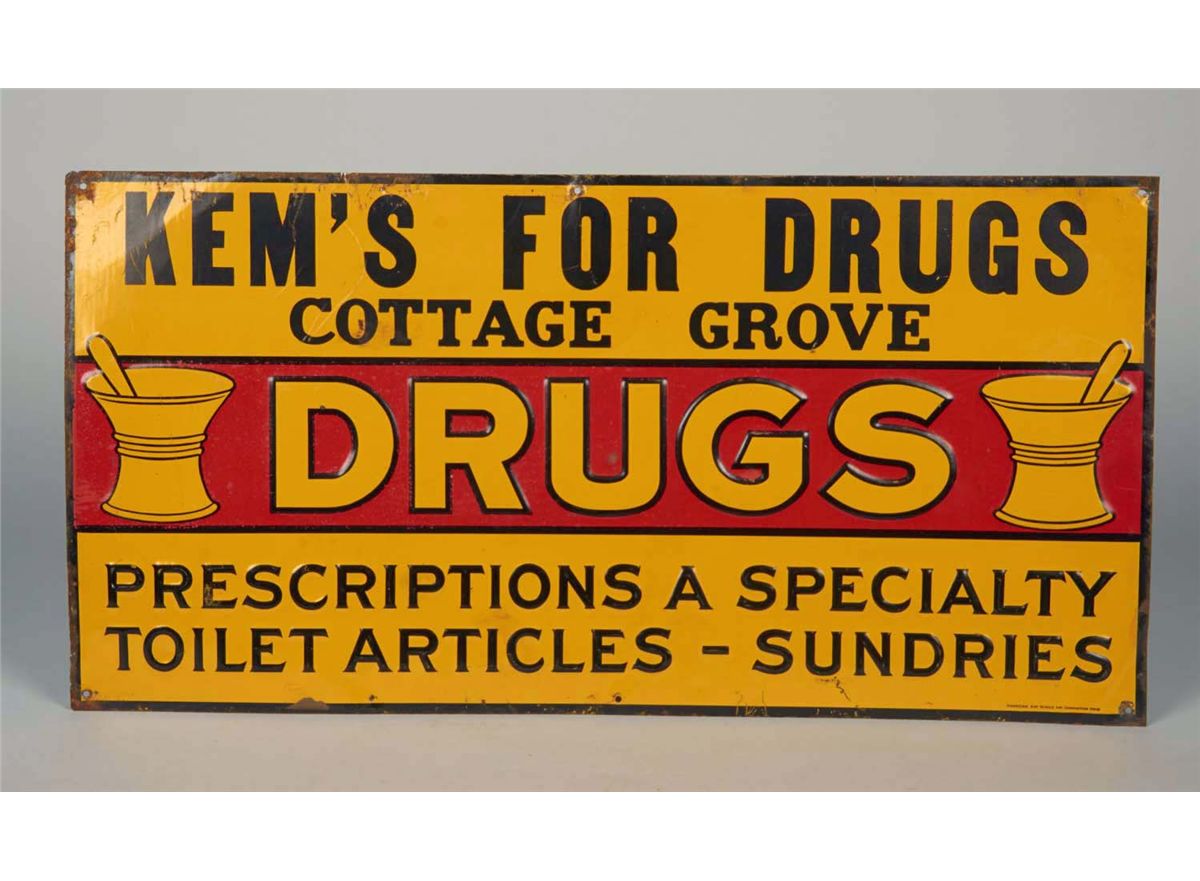 KEM'S FOR DRUGS
COTTAGE GROVE
DRUGS
PRESCRIPTIONS A SPECIALTY
TOILET ARTICLES - SUNDRIES